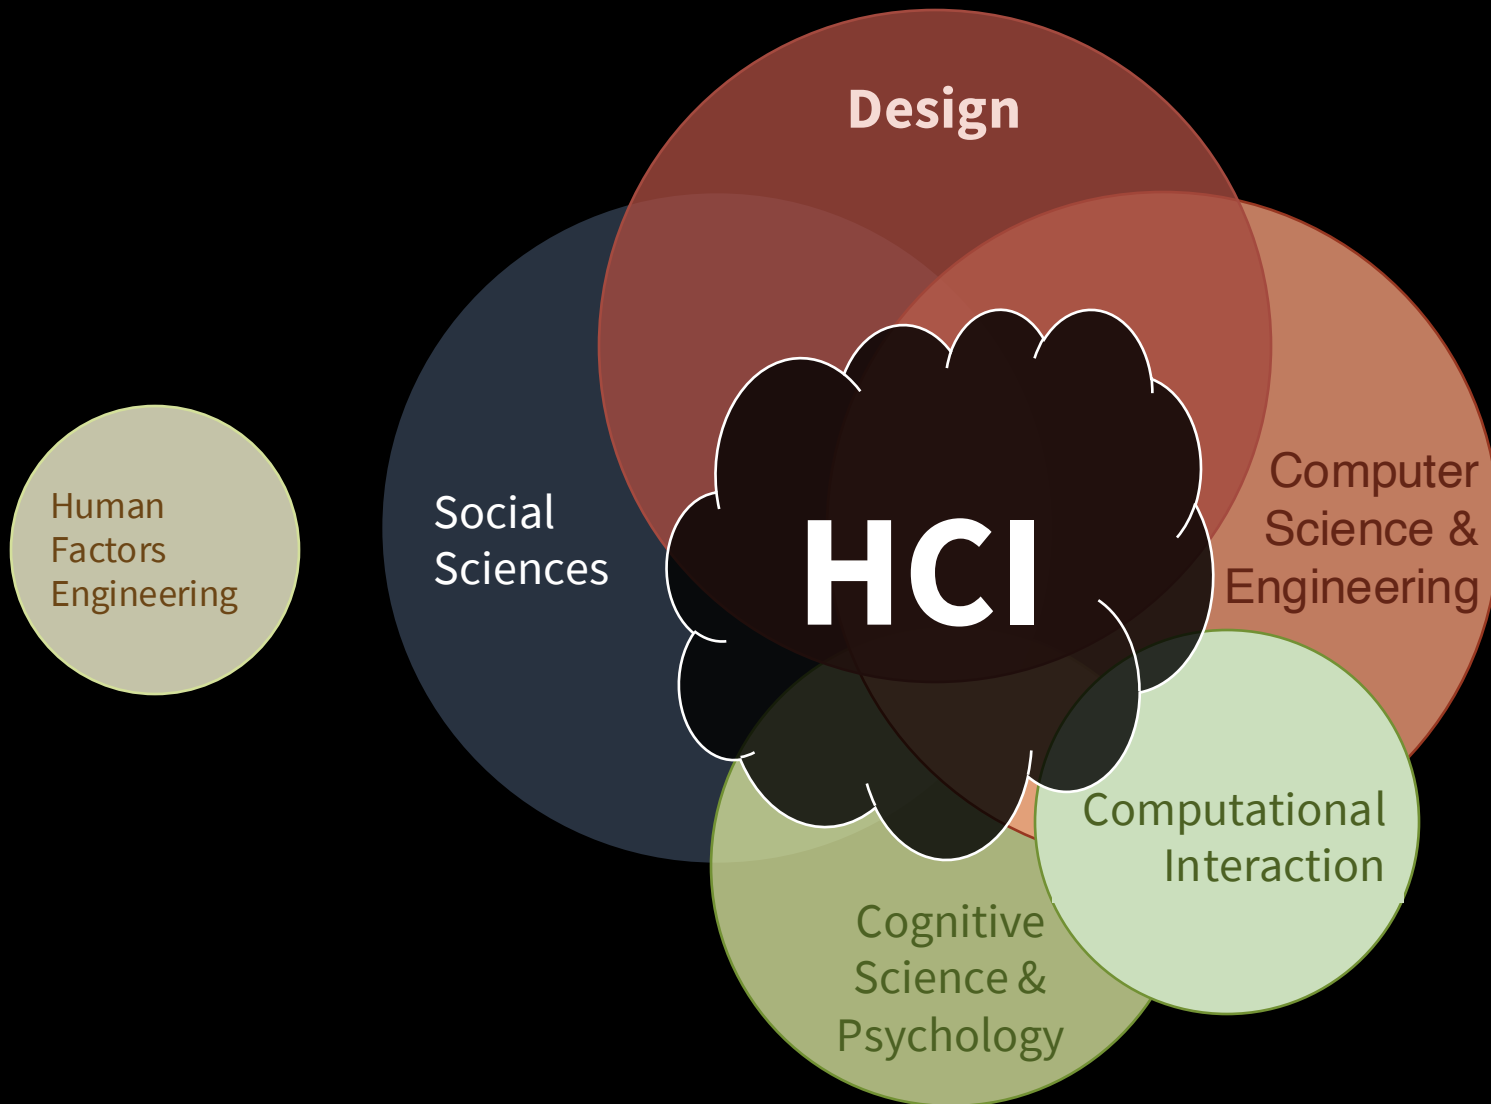 Design
Human
Factors
Engineering
Social
Sciences
HCI
Computer
Science &
Engineering
Computational
Interaction
Cognitive
Science &
Psychology